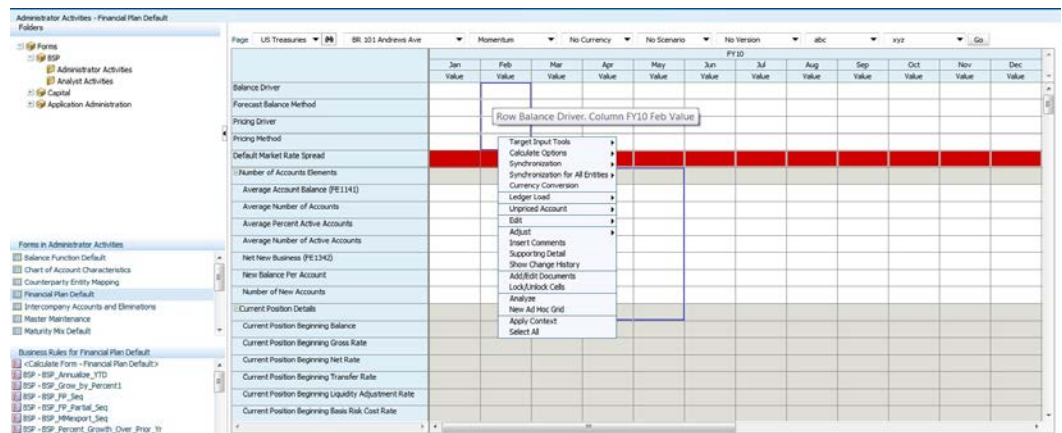 Administrator Activities - Financial Plan Default
Folders
Forms
BSP
Administrator Activities
Analyst Activities
Capital
Application Administration
Forms in Administrator Activities
Balance Function Default
Chart of Account Characteristics
Counterparty Entity Mapping
Financial Plan Default
Intercompany Accounts and Eliminations
Master Maintenance
Maturity Mix Default
Business Rules for Financial Plan Default
<Calculate Form - Financial Plan Default>
BSP - BSP_Annualize_YTD
BSP - BSP_Grow_by_Percent1
BSP - BSP_FP_Seq
BSP - BSP_FP_Partial_Seq
BSP - BSP_MMexport_Seq
BSP - BSP_Percent_Growth_Over_Prior_Yr
Page US Treasuries BR 101 Andrews Ave Momentum No Currency No Scenario No Version abc xyz Go
FY10
Jan Feb Mar Apr May Jun Jul Aug Sep Oct Nov Dec
Value Value Value Value Value Value Value Value Value Value Value Value
Balance Driver
Forecast Balance Method
Pricing Driver
Pricing Method
Default Market Rate Spread
Number of Accounts Elements
Average Account Balance (FE1141)
Average Number of Accounts
Average Percent Active Accounts
Average Number of Active Accounts
Net New Business (FE1342)
New Balance Per Account
Number of New Accounts
Current Position Details
Current Position Beginning Balance
Current Position Beginning Gross Rate
Current Position Beginning Net Rate
Current Position Beginning Transfer Rate
Current Position Beginning Liquidity Adjustment Rate
Current Position Beginning Basis Risk Cost Rate
Row Balance Driver. Column FY10 Feb Value
Target Input Tools
Calculate Options
Synchronization
Synchronization for All Entities
Currency Conversion
Ledger Load
Unpriced Account
Edit
Adjust
Insert Comments
Supporting Detail
Show Change History
Add/Edit Documents
Lock/Unlock Cells
Analyze
New Ad Hoc Grid
Apply Context
Select All